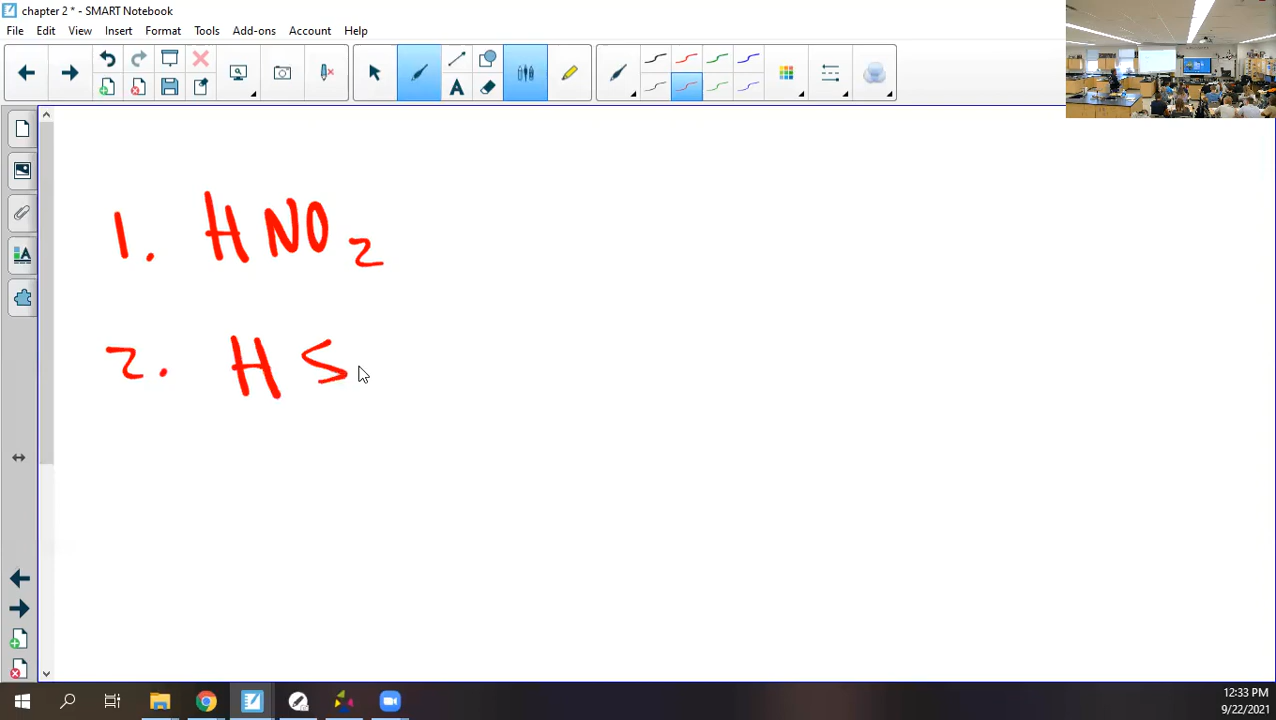 chapter 2 * - SMART Notebook
File Edit View Insert Format Tools Add-ons Account Help
1. HNO2
2. HS
12:33 PM
9/22/2021